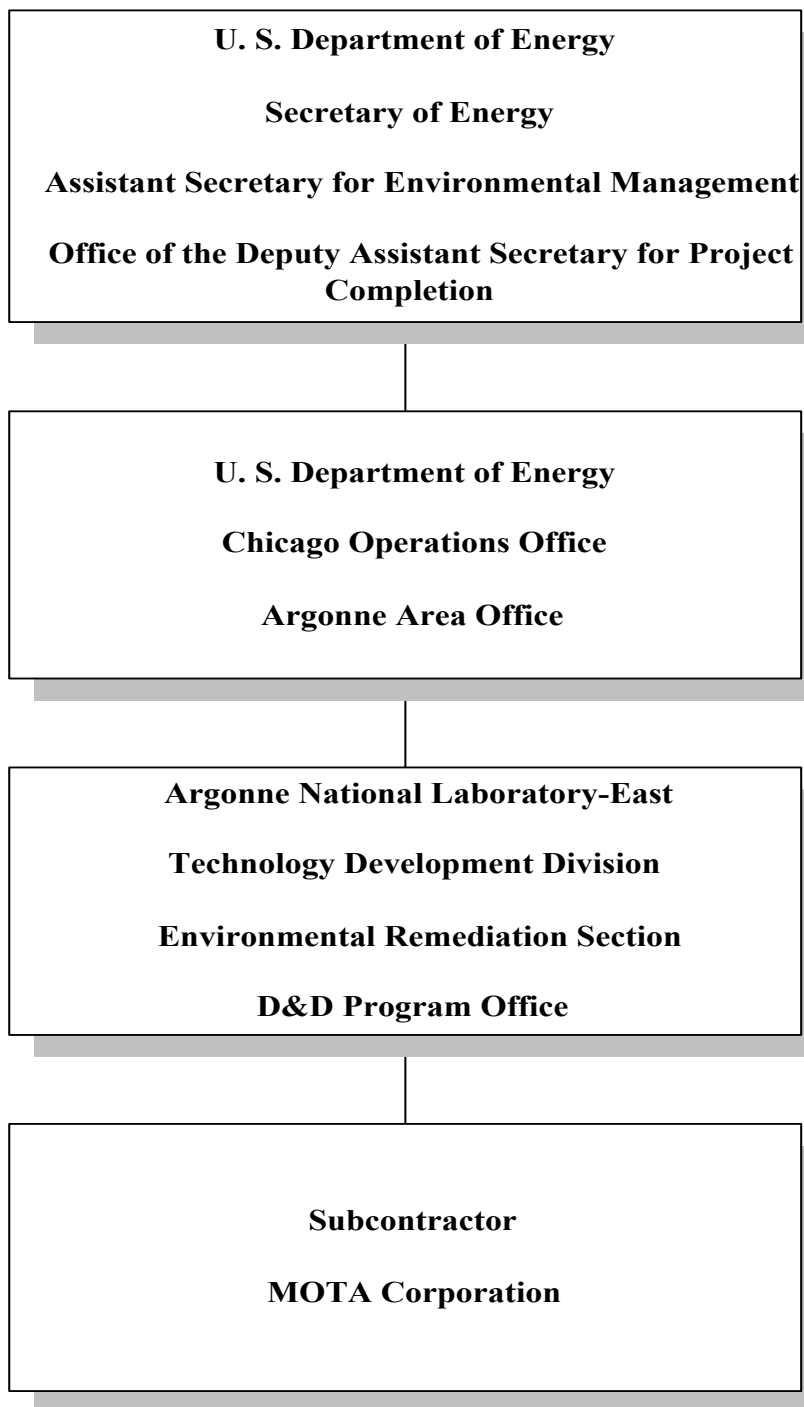 U. S. Department of Energy
Secretary of Energy
Assistant Secretary for Environmental Management
Office of the Deputy Assistant Secretary for Project
Completion
U. S. Department of Energy
Chicago Operations Office
Argonne Area Office
Argonne National Laboratory-East
Technology Development Division
Environmental Remediation Section
D&D Program Office
Subcontractor
MOTA Corporation